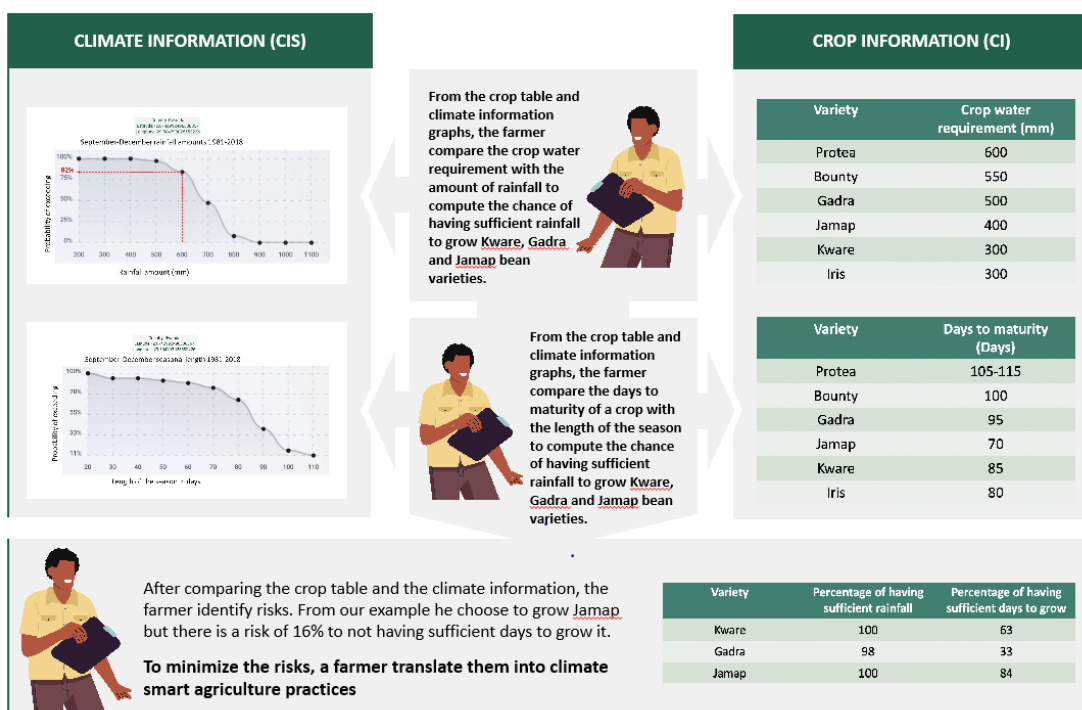 CLIMATE INFORMATION (CIS)
September-December rainfall amounts 1981-2018
100%
82%
75%
50%
25%
0%
Probability of exceeding
200 300 400 500 600 700 800 900 1000 1100
Rainfall amount (mm)
September-December seasonal length 1981-2018
100%
78%
55%
33%
11%
Probability of exceeding
20 30 40 50 60 70 80 90 100 110
Length of the season in days
From the crop table and
climate information
graphs, the farmer
compare the crop water
requirement with the
amount of rainfall to
compute the chance of
having sufficient rainfall
to grow Kware, Gadra
and Jamap bean
varieties.
From the crop table and
climate information
graphs, the farmer
compare the days to
maturity of a crop with
the length of the season
to compute the chance
of having sufficient
rainfall to grow Kware,
Gadra and Jamap bean
varieties.
CROP INFORMATION (CI)
Variety Crop water
requirement (mm)
Protea 600
Bounty 550
Gadra 500
Jamap 400
Kware 300
Iris 300
Variety Days to maturity
(Days)
Protea 105-115
Bounty 100
Gadra 95
Jamap 70
Kware 85
Iris 80
After comparing the crop table and the climate information, the
farmer identify risks. From our example he choose to grow Jamap
but there is a risk of 16% to not having sufficient days to grow it.
To minimize the risks, a farmer translate them into climate
smart agriculture practices
Variety Percentage of having Percentage of having
sufficient rainfall sufficient days to grow
Kware 100 63
Gadra 98 33
Jamap 100 84